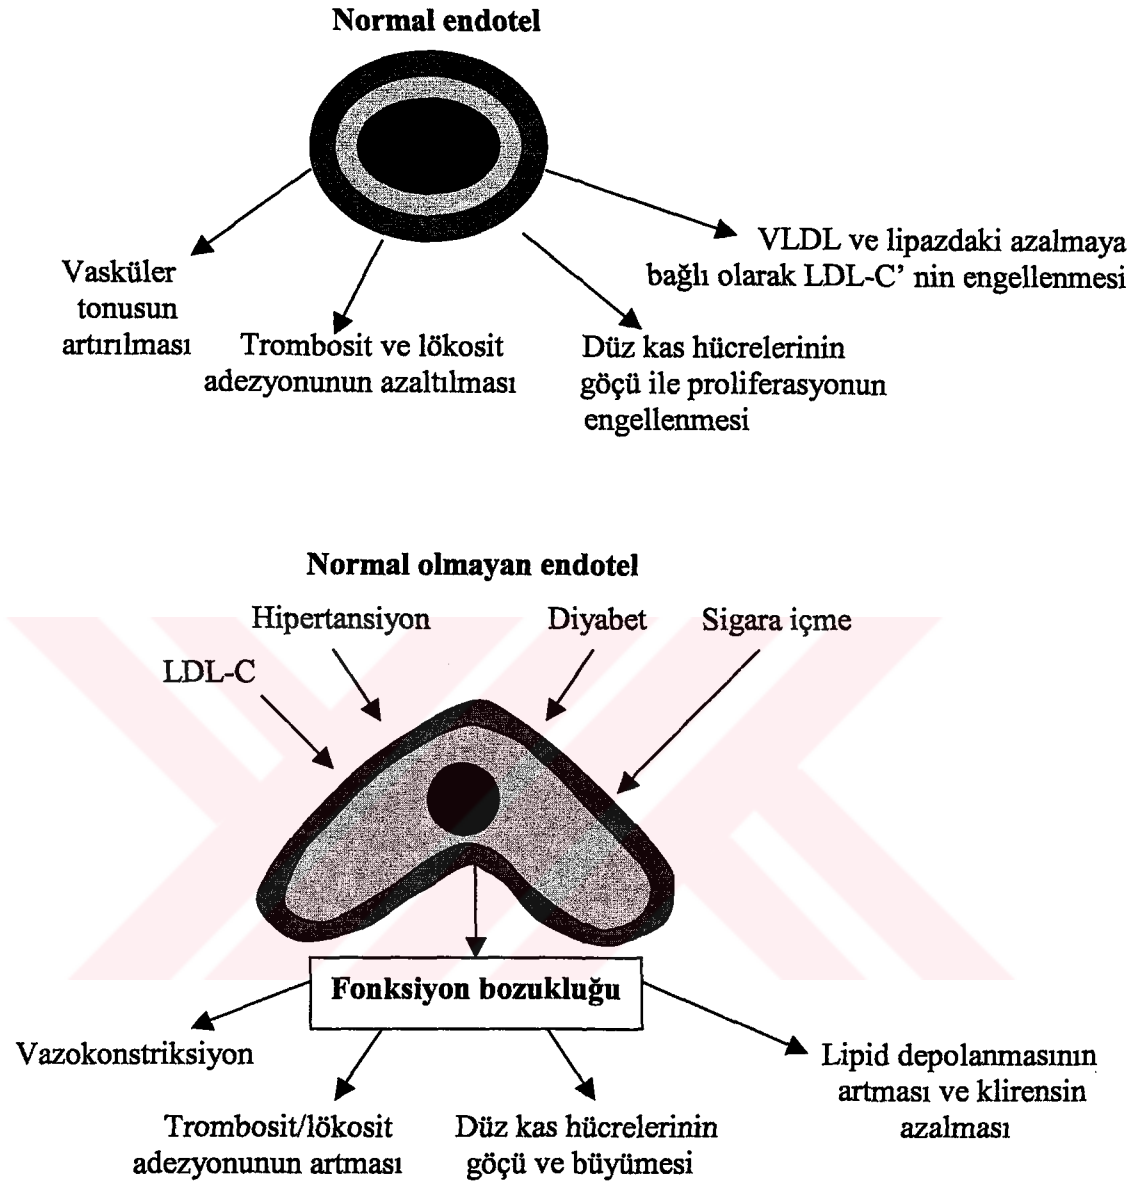 Normal endotel
Vasküler
tonusun
artırılması
Trombosit ve lökosit
adezyonunun azaltılması
Düz kas hücrelerinin
göçü ile proliferasyonun
engellenmesi
VLDL ve lipazdaki azalmaya
bağlı olarak LDL-C' nin engellenmesi
Normal olmayan endotel
LDL-C
Hipertansiyon
Diyabet
Sigara içme
Fonksiyon bozukluğu
Vazokonstriksiyon
Trombosit/lökosit
adezyonunun artması
Düz kas hücrelerinin
göçü ve büyümesi
Lipid depolanmasının
artması ve klirensin
azalması